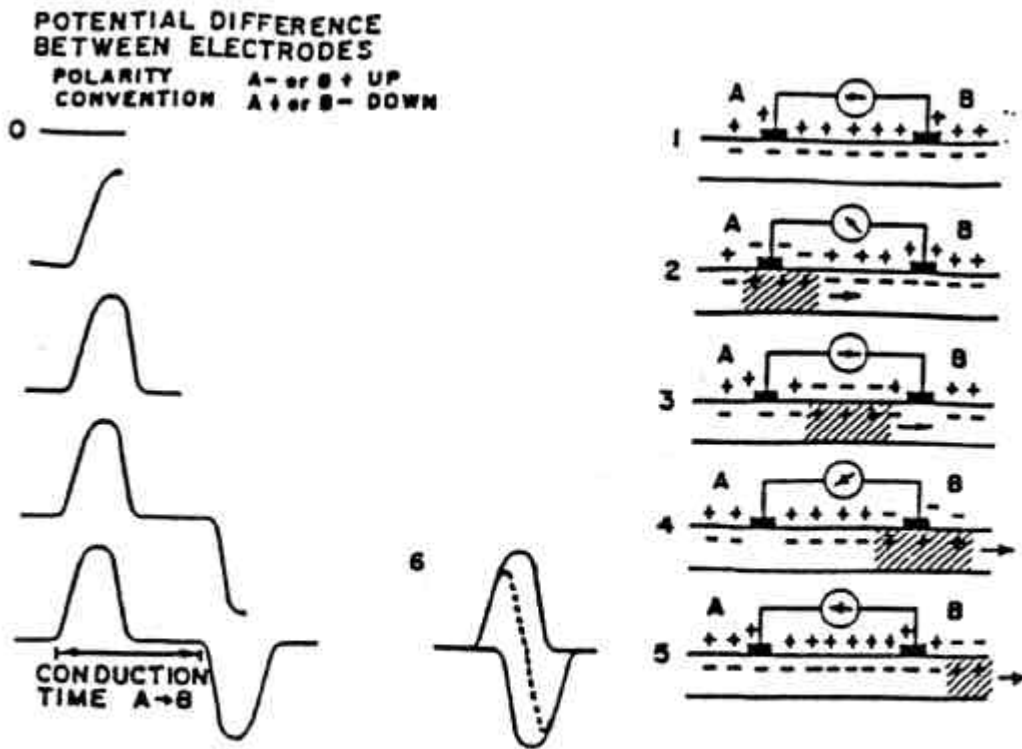 POTENTIAL DIFFERENCE
BETWEEN ELECTRODES
POLARITY A- or B + UP
CONVENTION A + or B- DOWN
0
CONDUCTION
TIME A→B
6
A B
+ + + + + + + + + + +
1
- - - - - - - - - -
A B
+ - - - + + + + + + +
2
- + + + - - - - - - -
A B
+ + + - - - + + +
3
- - - + + + - - -
A B
+ + + + + + - - -
4
- - - - - - + + +
A B
+ + + + + + + + + + + - -
5
- - - - - - - - - - + +